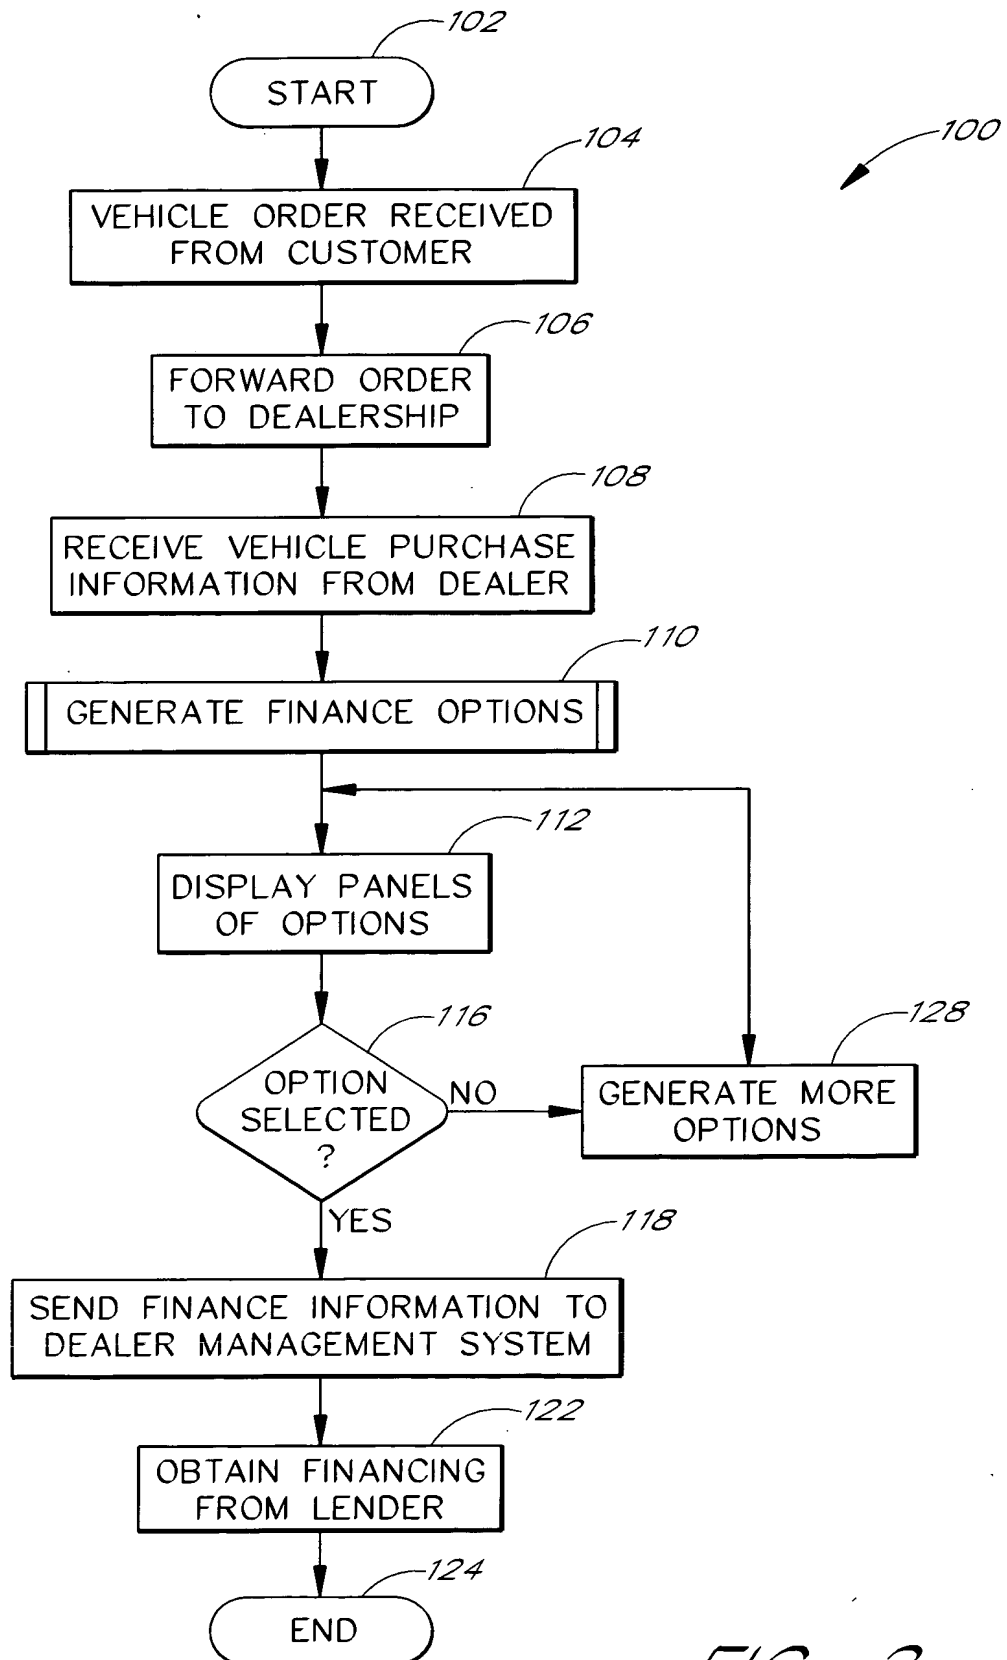 102
START
100
104
VEHICLE ORDER RECEIVED
FROM CUSTOMER
106
FORWARD ORDER
TO DEALERSHIP
108
RECEIVE VEHICLE PURCHASE
INFORMATION FROM DEALER
110
GENERATE FINANCE OPTIONS
112
DISPLAY PANELS
OF OPTIONS
116
OPTION
SELECTED
?
NO
128
GENERATE MORE
OPTIONS
YES
118
SEND FINANCE INFORMATION TO
DEALER MANAGEMENT SYSTEM
122
OBTAIN FINANCING
FROM LENDER
124
END